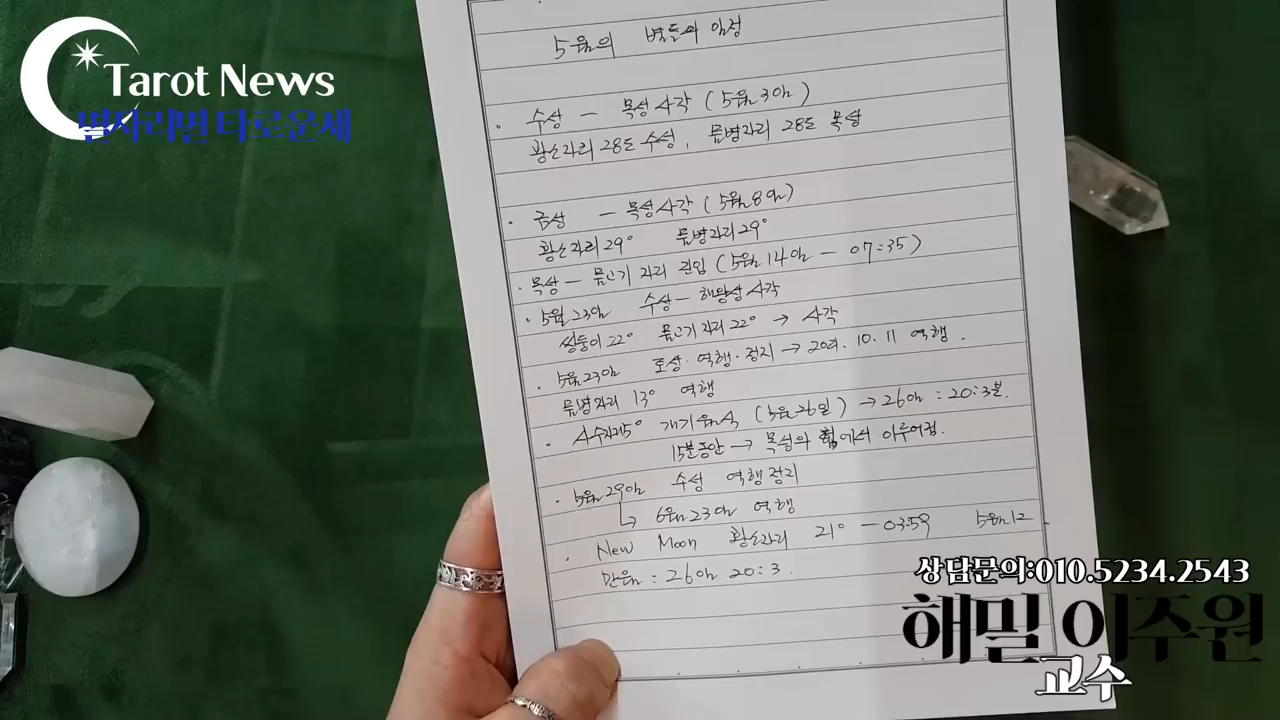 Tarot News
별자리별 타로운세
5월의 별들의 일정
· 수성 – 목성 사각 (5월 3일)
황소자리 28도 수성, 물병자리 28도 목성
· 금성 – 목성 사각 (5월 8일)
황소자리 29° 물병자리 29°
· 목성 – 물고기 자리 진입 (5월 14일 – 07:35)
· 5월 23일 수성 – 해왕성 사각
쌍둥이 22° 물고기 자리 22° → 사각
· 5월 23일 토성·역행·정지 → 10.11 역행.
물병자리 13° 역행
· 사수자리5° 개기월식 (5월 26일) → 26일 : 20:3분.
15분동안 → 목성의 힘에서 이루어짐.
· 5월 29일 수성 역행 정지
↳ 6월 23일 역행
· New Moon 황소자리 21° – 03:59 5월 12
만월 : 26일 20:3.
상담문의:010.5234.2543
해밀 이주원
교수